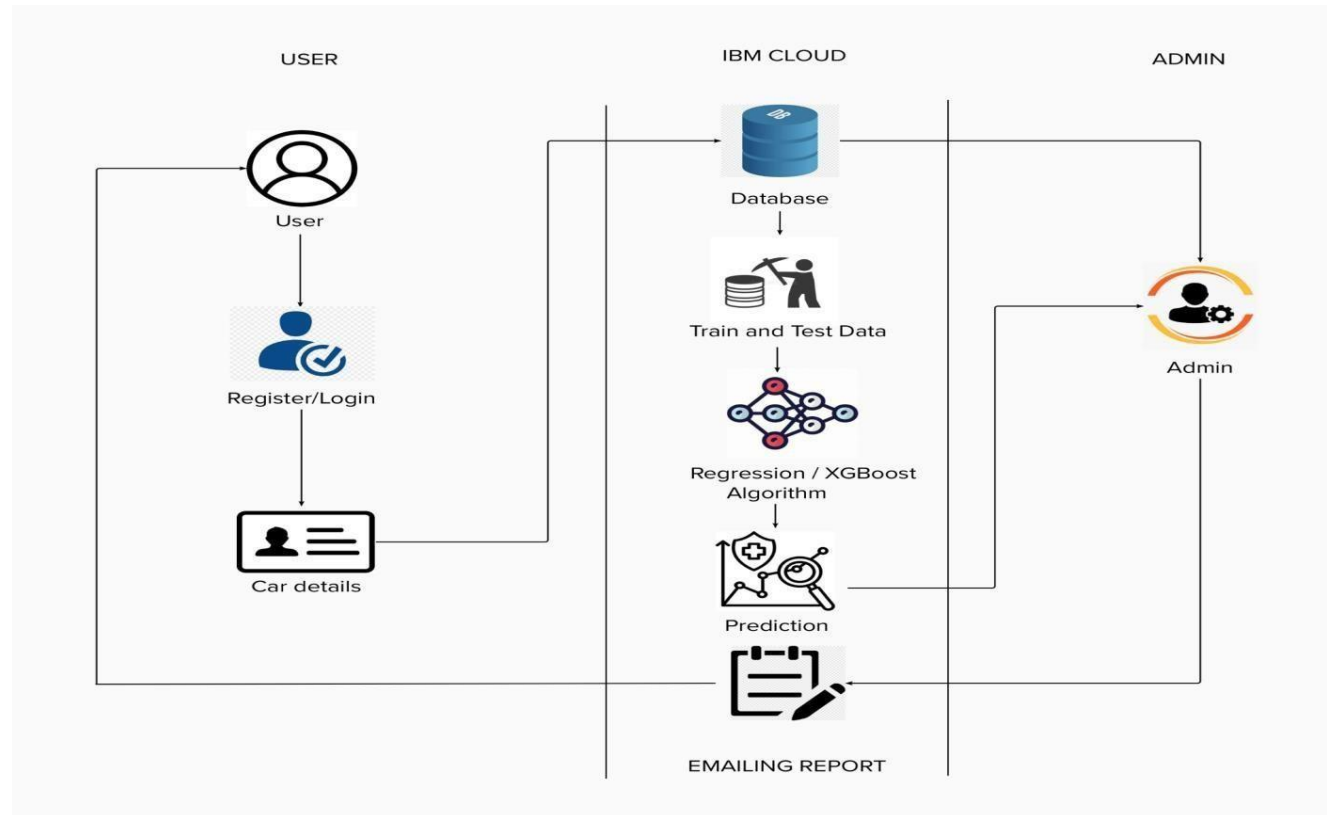 USER
IBM CLOUD
ADMIN
DB
User
Database
Train and Test Data
Register/Login
Admin
Regression / XGBoost
Algorithm
Car details
Prediction
EMAILING REPORT